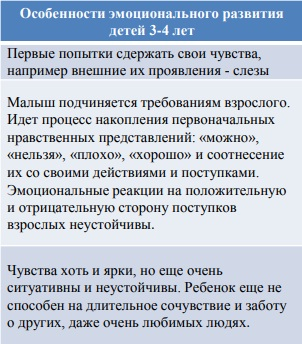 Особенности эмоционального развития
детей 3-4 лет
Первые попытки сдержать свои чувства,
например внешние их проявления - слезы
Малыш подчиняется требованиям взрослого.
Идет процесс накопления первоначальных
нравственных представлений: «можно»,
«нельзя», «плохо», «хорошо» и соотнесение
их со своими действиями и поступками.
Эмоциональные реакции на положительную
и отрицательную сторону поступков
взрослых неустойчивы.
Чувства хоть и ярки, но еще очень
ситуативны и неустойчивы. Ребенок еще не
способен на длительное сочувствие и заботу
о других, даже очень любимых людях.